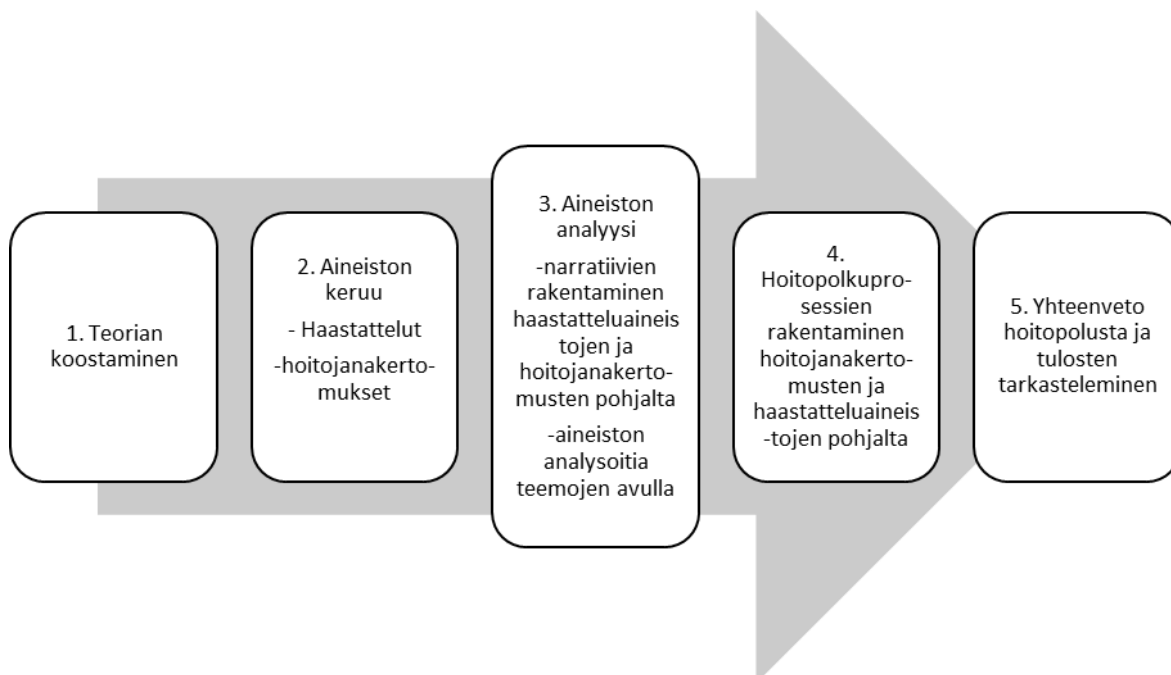 1. Teorian
koostaminen
2. Aineiston
keruu
- Haastattelut
-hoitojanakerto-
mukset
3. Aineiston
analyysi
-narratiivien
rakentaminen
haastatteluaineis
tojen ja
hoitojanakerto-
musten pohjalta
-aineiston
analysoitia
teemojen avulla
4.
Hoitopolkupro-
sessien
rakentaminen
hoitojanakerto-
musten ja
haastatteluaineis
-tojen pohjalta
5. Yhteenveto
hoitopolusta ja
tulosten
tarkasteleminen